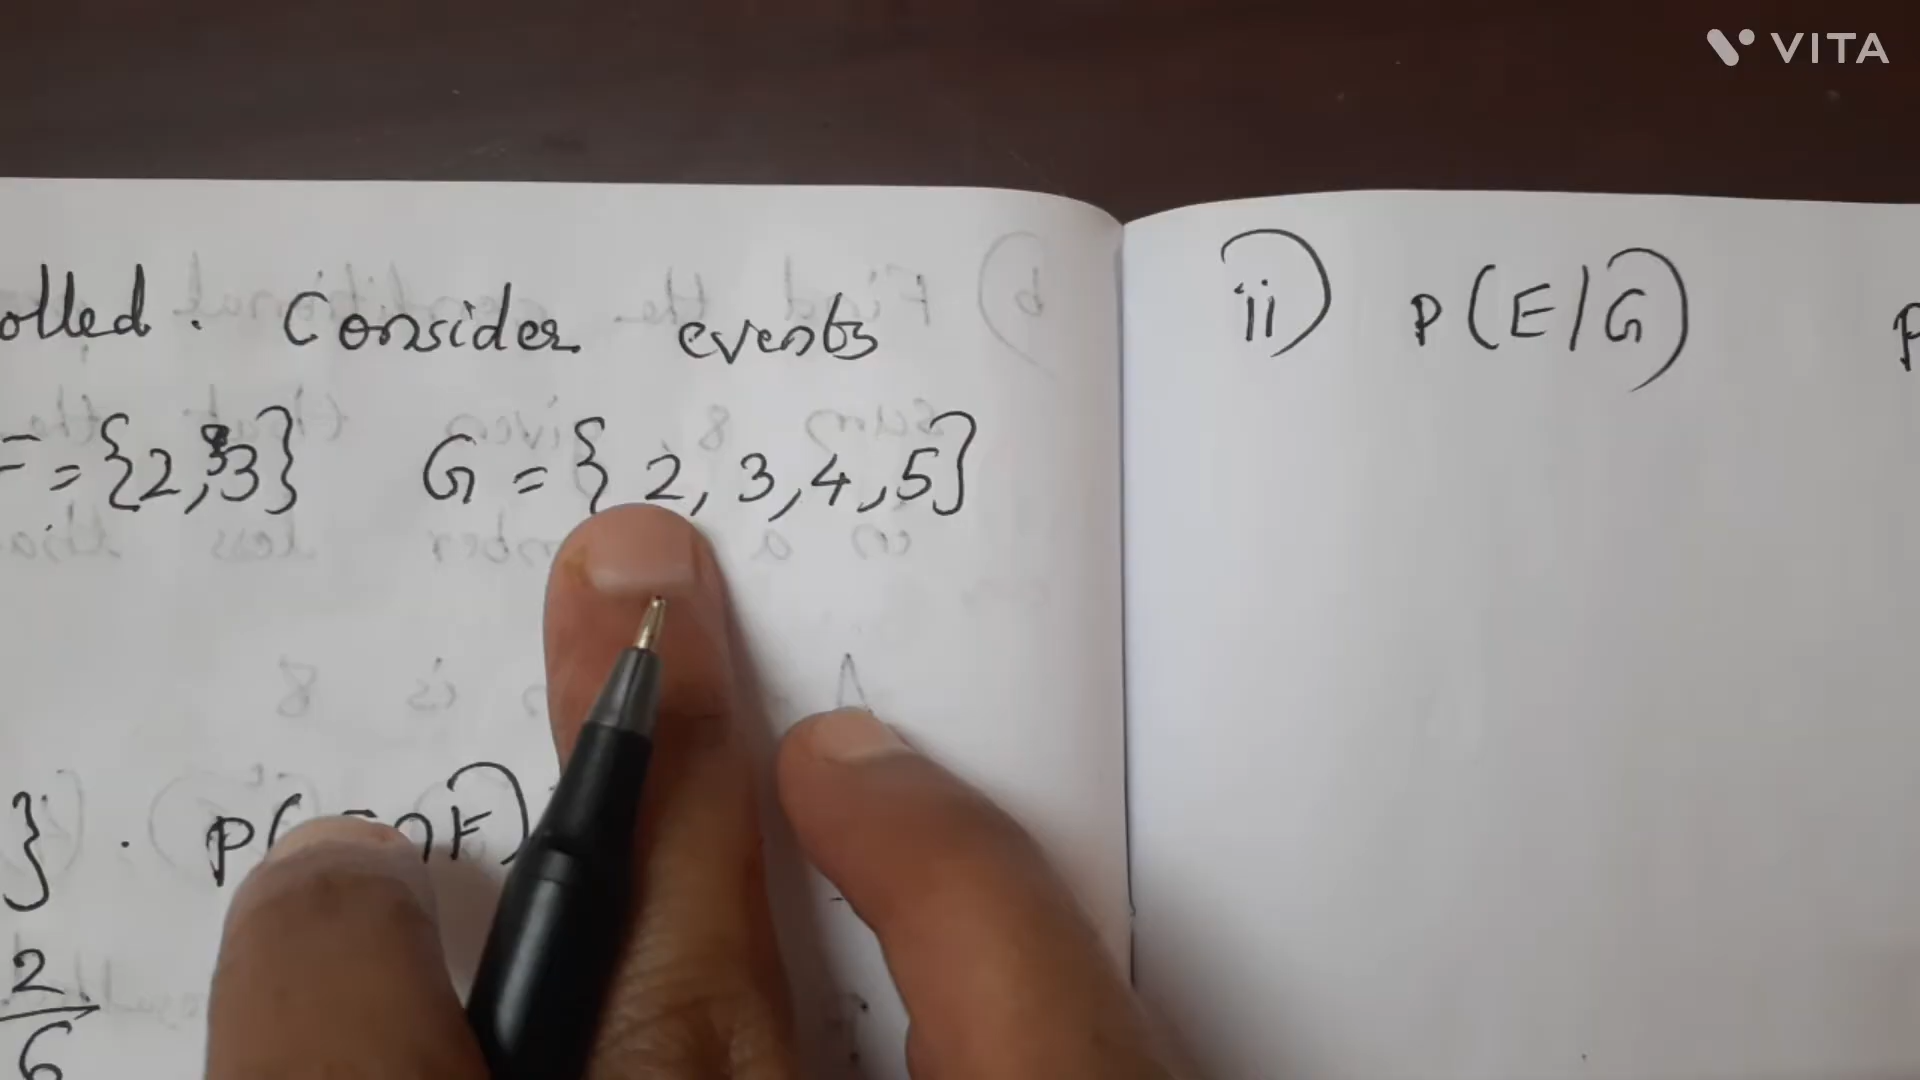 VITA
olled. Consider events
F = {2,3} G = { 2, 3, 4, 5}
} . P( ∩F)
2
6
ii) P(E/G) P